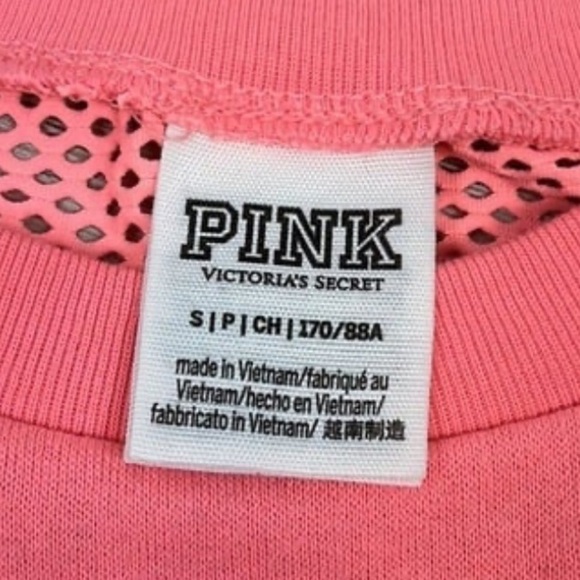 PINK
VICTORIA'S SECRET
S | P | CH | 170/88A
made in Vietnam/fabriqué au
Vietnam/hecho en Vietnam/
fabbricato in Vietnam/ 越南制造